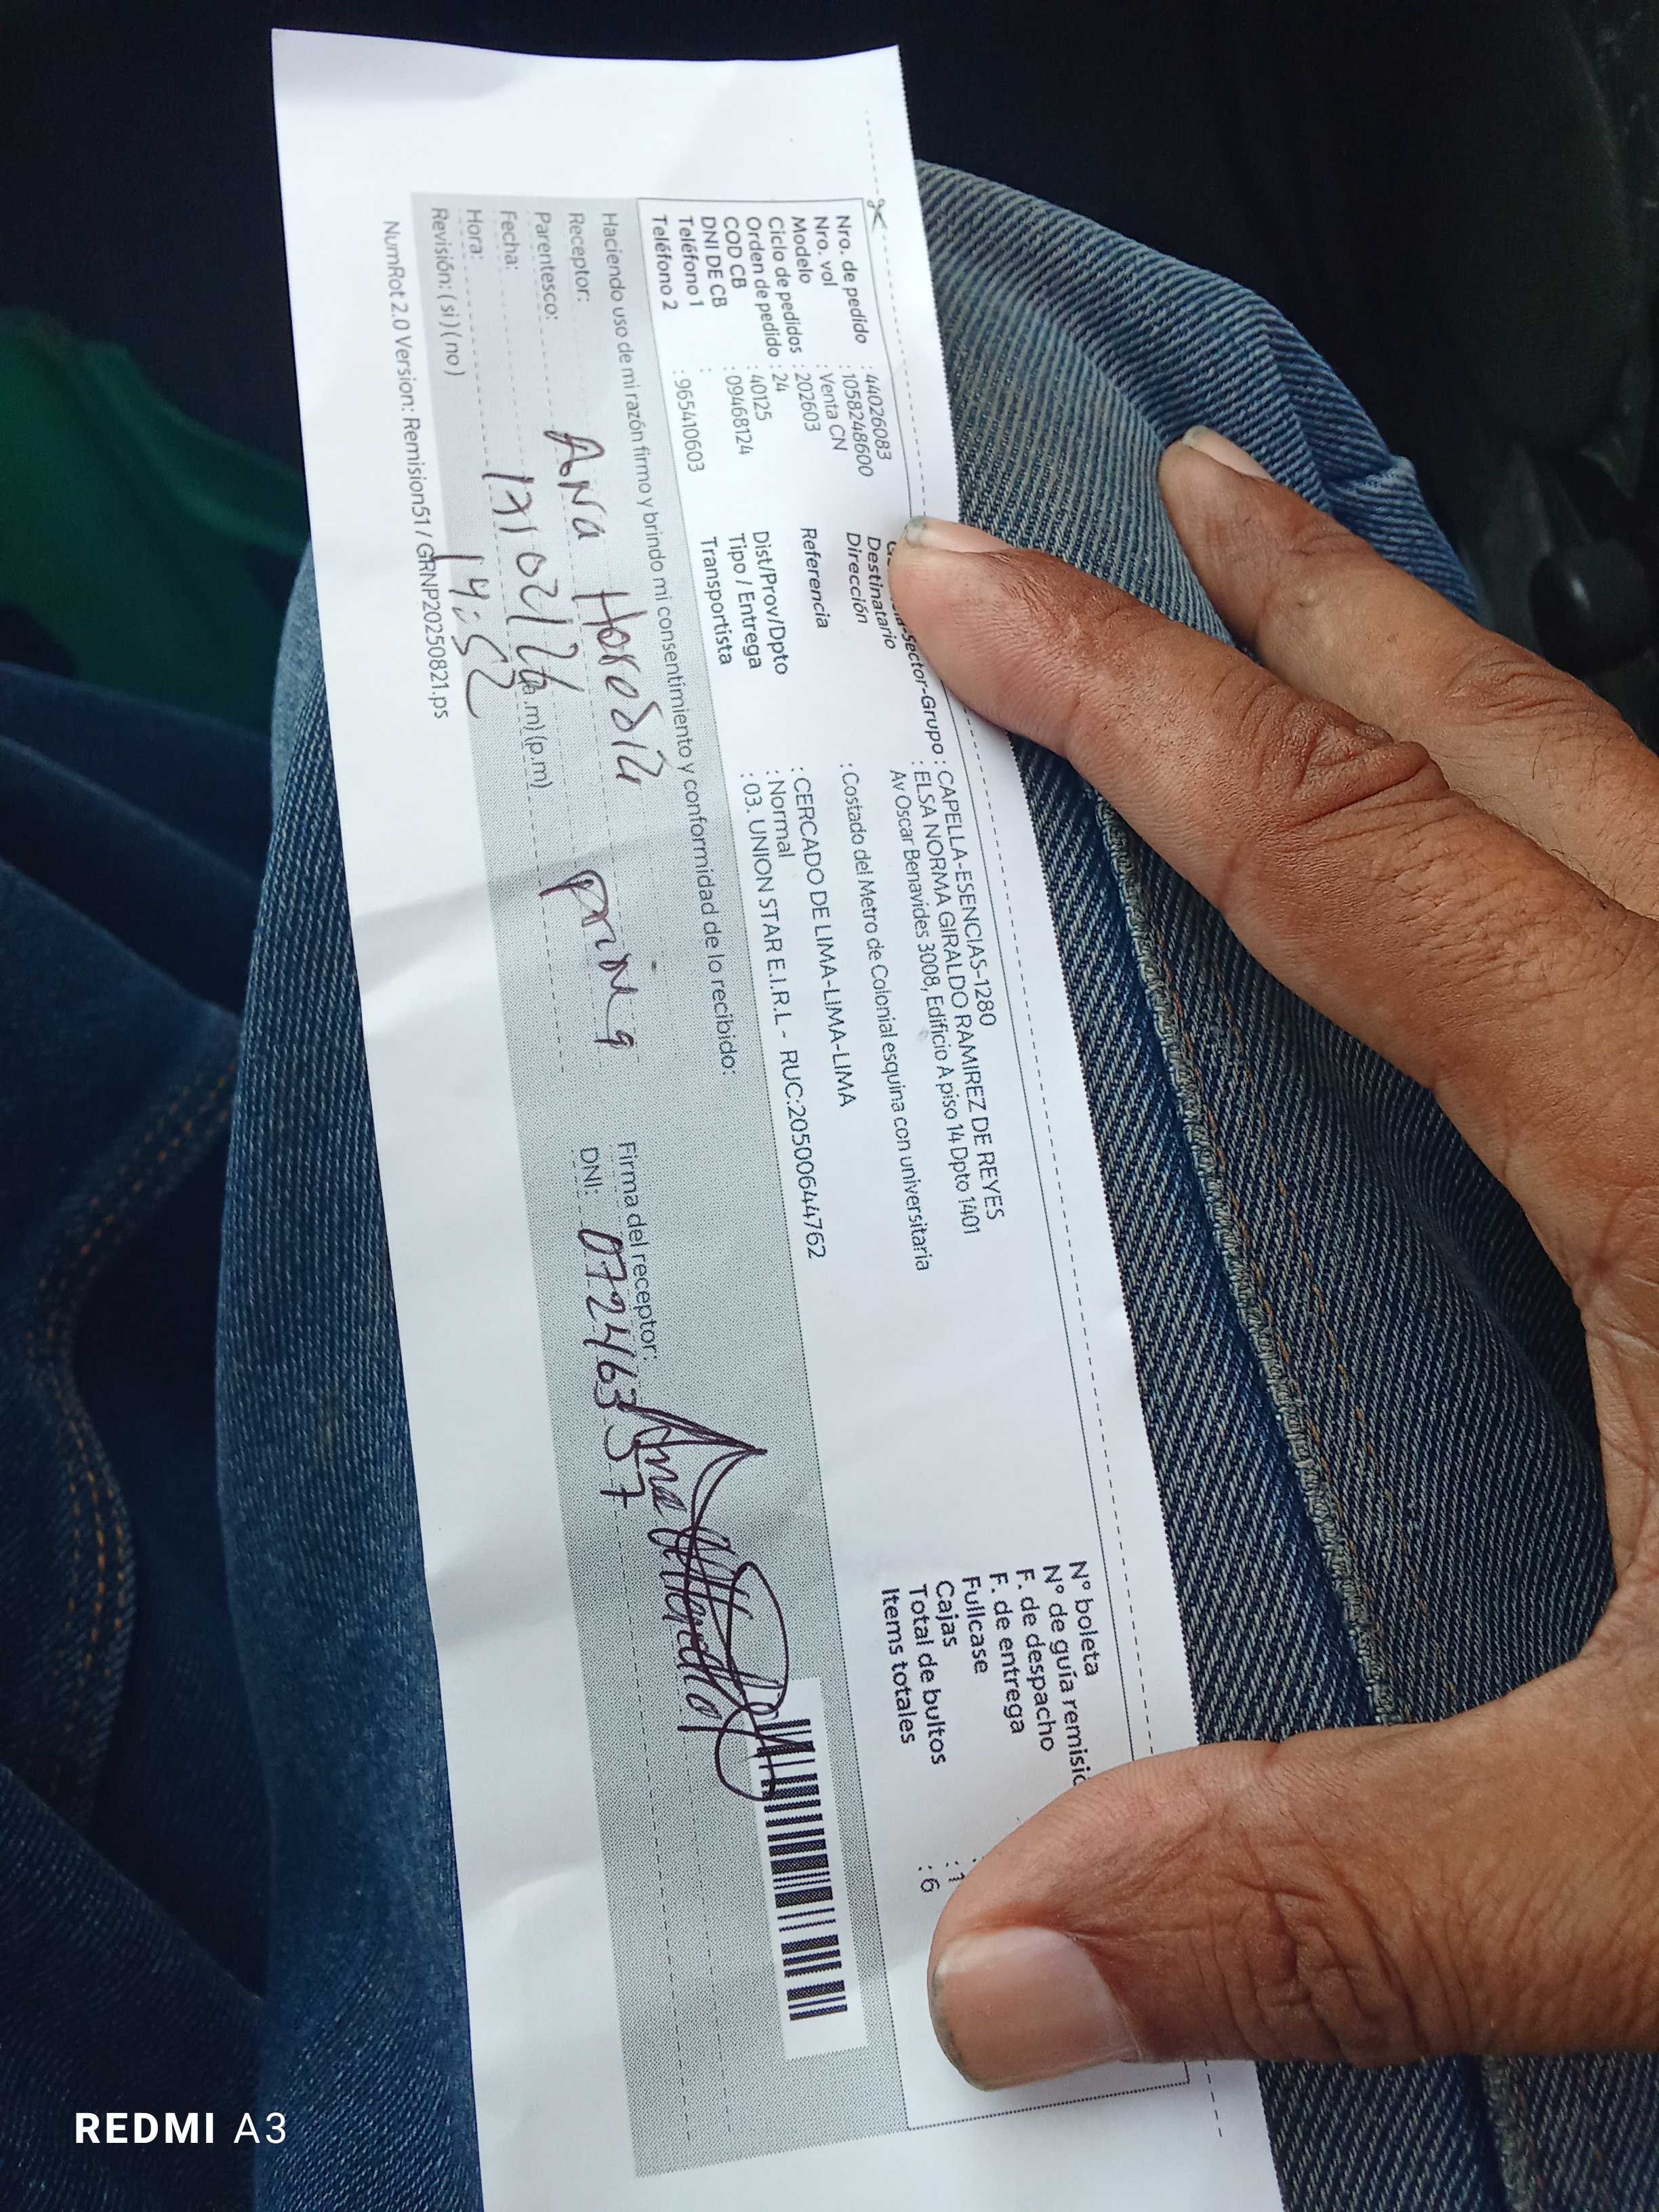 Nro. de pedido : 44026083
Nro. vol : 1058248600
Modelo : Venta CN
Ciclo de pedidos : 202603
Orden de pedido : 24
COD CB : 40125
DNI DE CB : 09468124
Teléfono 1 :
Teléfono 2 : 965410603
-Sector-Grupo : CAPELLA-ESENCIAS-1280
Destinatario : ELSA NORMA GIRALDO RAMIREZ DE REYES
Dirección Av Oscar Benavides 3008, Edificio A piso 14 Dpto 1401
Referencia : Costado del Metro de Colonial esquina con universitaria
Dist/Prov/Dpto : CERCADO DE LIMA-LIMA-LIMA
Tipo / Entrega : Normal
Transportista : 03. UNION STAR E.I.R.L - RUC:20500644762
N° boleta
N° de guía remisic
F. de despacho
F. de entrega
Fullcase
Cajas
Total de bultos : 1
Items totales : 6
Haciendo uso de mi razón firmo y brindo mi consentimiento y conformidad de lo recibido:
Receptor: Ana Heredia
Parentesco: prima
Fecha: 17/02/26
Hora: 14:52 (a.m) (p.m)
Revisión: ( si ) ( no )
Firma del receptor:
DNI: 07246337
NumRot 2.0 Version: Remision51 / GRNP20250821.ps
REDMI A3